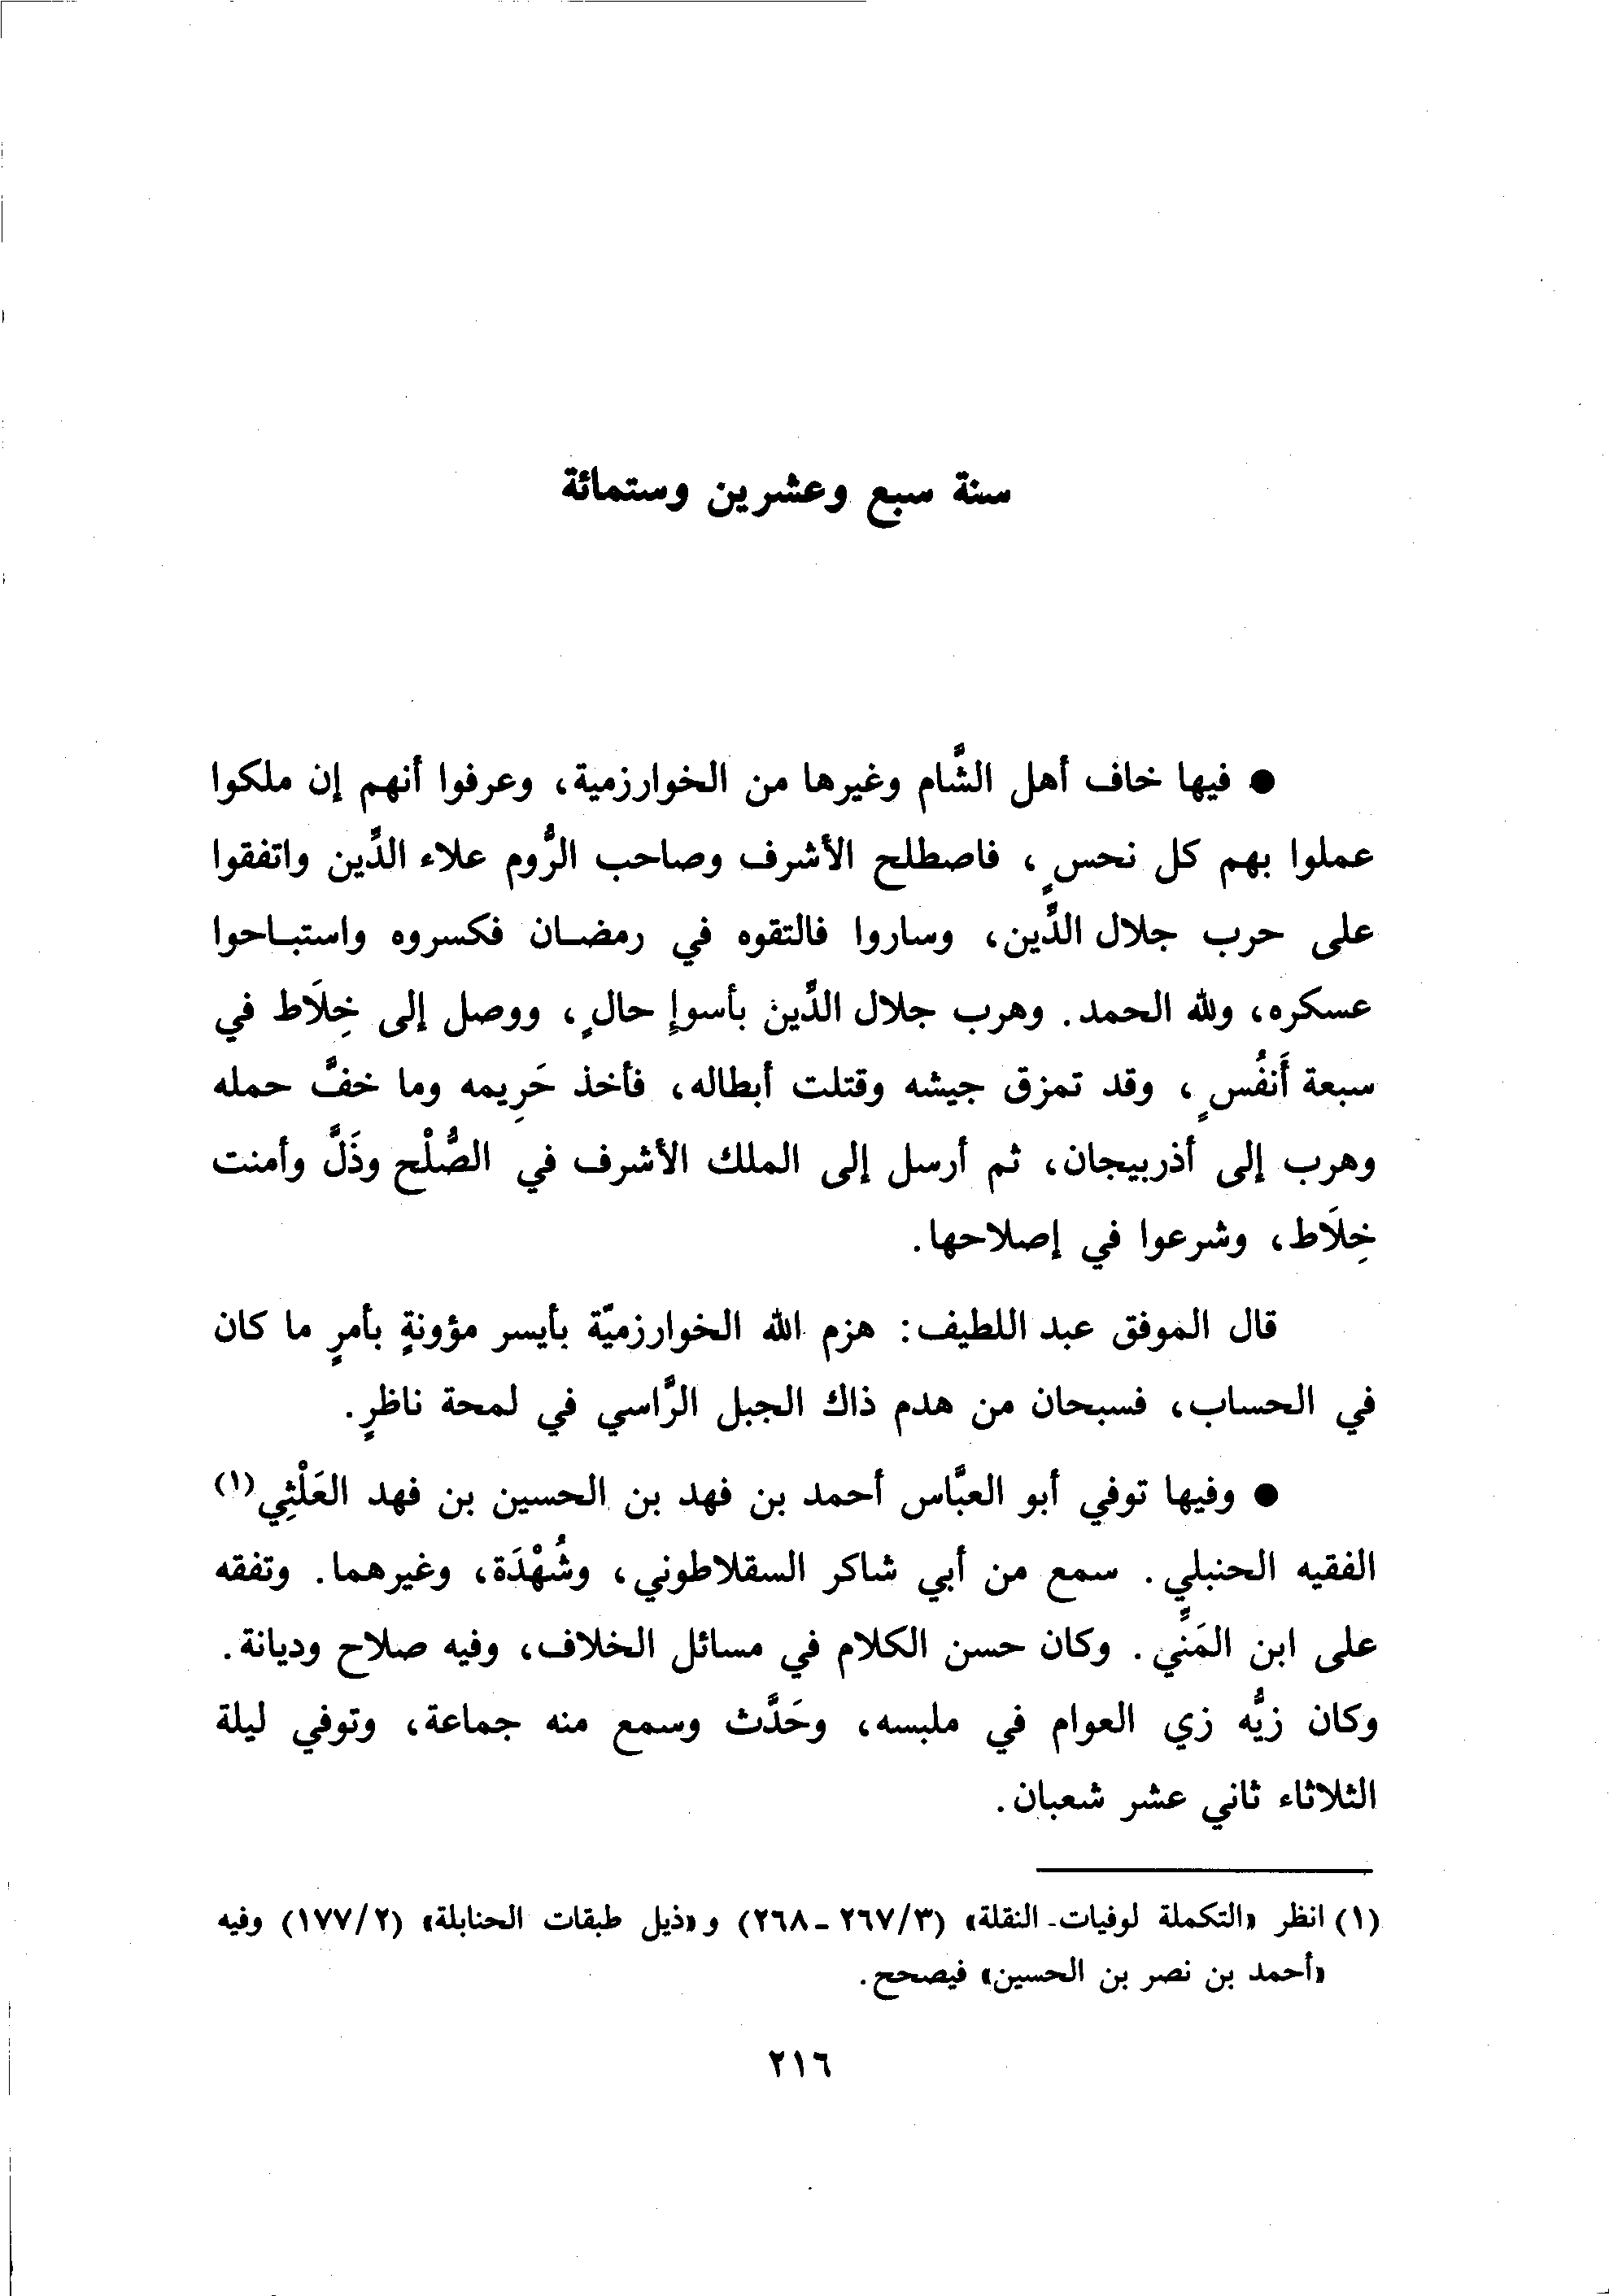 سنة سبع وعشرين وستمائة
● فيها خاف أهل الشَّام وغيرها من الخوارزمية، وعرفوا أنهم إن ملكوا
عملوا بهم كل نحسٍ، فاصطلح الأشرف وصاحب الرُّوم علاء الدِّين واتفقوا
على حرب جلال الدِّين، وساروا فالتقوه في رمضان فكسروه واستباحوا
عسكره، ولله الحمد. وهرب جلال الدِّين بأسوإِ حالٍ، ووصل إلى خِلَاط في
سبعة أَنفُسٍ، وقد تمزق جيشه وقتلت أبطاله، فأخذ حَرِيمه وما خفَّ حمله
وهرب إلى أذربيجان، ثم أرسل إلى الملك الأشرف في الصُّلْح وذَلَّ وأمنت
خِلَاط، وشرعوا في إصلاحها.
قال الموفق عبد اللطيف: هزم الله الخوارزميّة بأيسر مؤونةٍ بأمرٍ ما كان
في الحساب، فسبحان من هدم ذاك الجبل الرَّاسي في لمحة ناظرٍ.
● وفيها توفي أبو العبَّاس أحمد بن فهد بن الحسين بن فهد العَلْثِي(١)
الفقيه الحنبلي. سمع من أبي شاكر السقلاطوني، وشُهْدَة، وغيرهما. وتفقه
على ابن المَنِّي. وكان حسن الكلام في مسائل الخلاف، وفيه صلاح وديانة.
وكان زيُّه زي العوام في ملبسه، وحَدَّث وسمع منه جماعة، وتوفي ليلة
الثلاثاء ثاني عشر شعبان.
(١) انظر «التكملة لوفيات النقلة» (٣/٢٦٧ - ٢٦٨) و«ذيل طبقات الحنابلة» (٢/١٧٧) وفيه
«أحمد بن نصر بن الحسين» فيصحح.
٢١٦